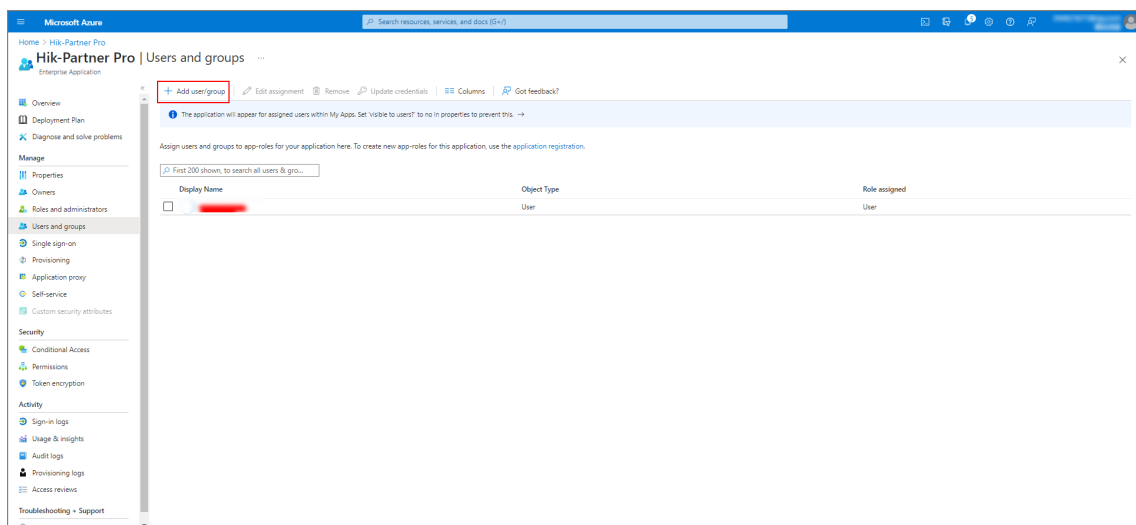 Microsoft Azure
Search resources, services, and docs (G+/)
Home > Hik-Partner Pro
Hik-Partner Pro | Users and groups ...
Enterprise Application
Add user/group
Edit assignment
Remove
Update credentials
Columns
Got feedback?
The application will appear for assigned users within My Apps. Set 'visible to users?' to no in properties to prevent this. →
Assign users and groups to app-roles for your application here. To create new app-roles for this application, use the application registration.
First 200 shown, to search all users & gro...
Display Name
Object Type
Role assigned
User
User
Overview
Deployment Plan
Diagnose and solve problems
Manage
Properties
Owners
Roles and administrators
Users and groups
Single sign-on
Provisioning
Application proxy
Self-service
Custom security attributes
Security
Conditional Access
Permissions
Token encryption
Activity
Sign-in logs
Usage & insights
Audit logs
Provisioning logs
Access reviews
Troubleshooting + Support